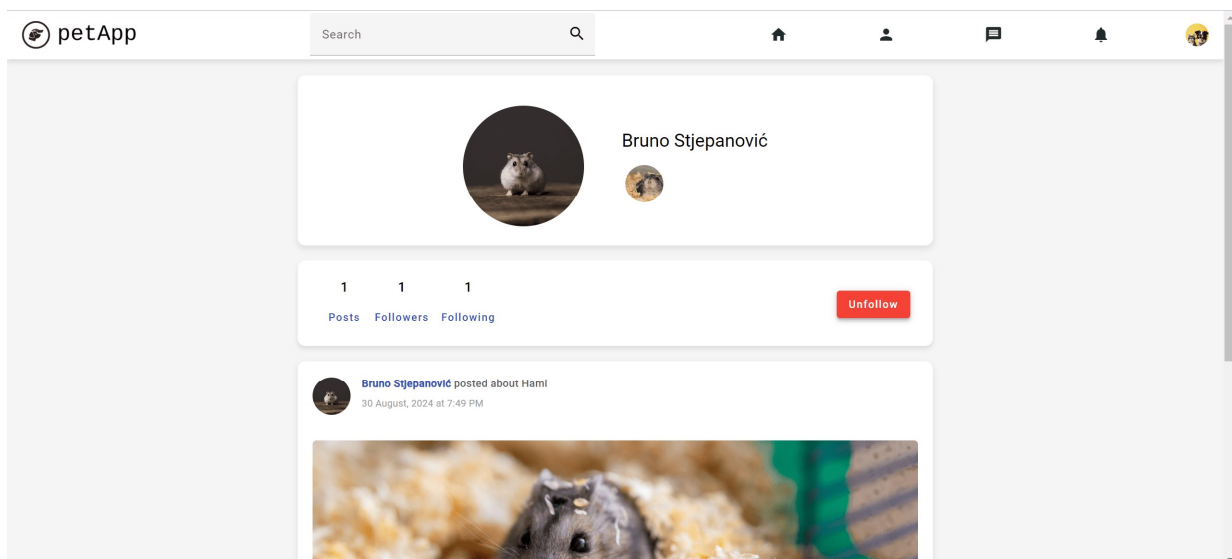 petApp
Search
Bruno Stjepanović
1 1 1
Posts Followers Following
Unfollow
Bruno Stjepanović posted about Hami
30 August, 2024 at 7:49 PM